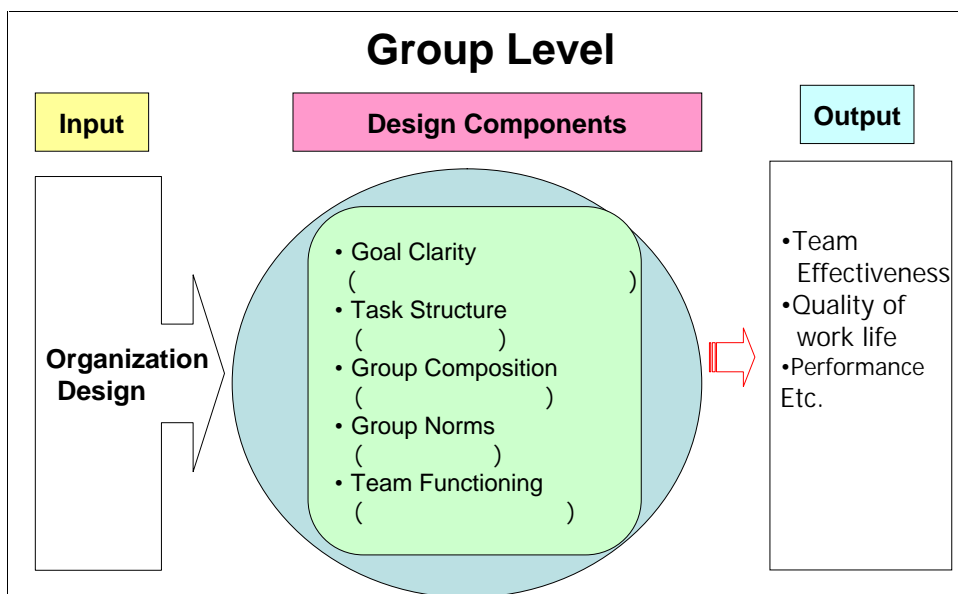 Group Level
Input
Design Components
Output
Organization
Design
• Goal Clarity
( )
• Task Structure
( )
• Group Composition
( )
• Group Norms
( )
• Team Functioning
( )
•Team
Effectiveness
•Quality of
work life
•Performance
Etc.